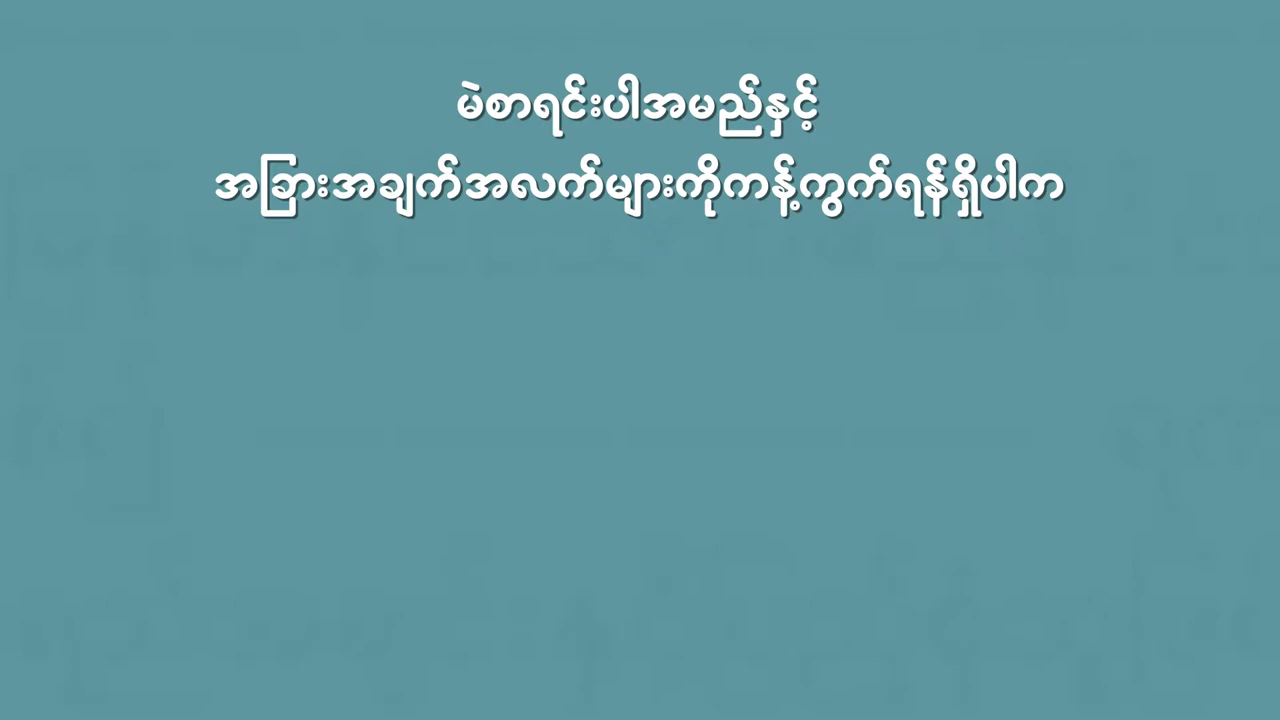 မဲစာရင်းပါအမည်နှင့်
အခြားအချက်အလက်များကိုကန့်ကွက်ရန်ရှိပါက